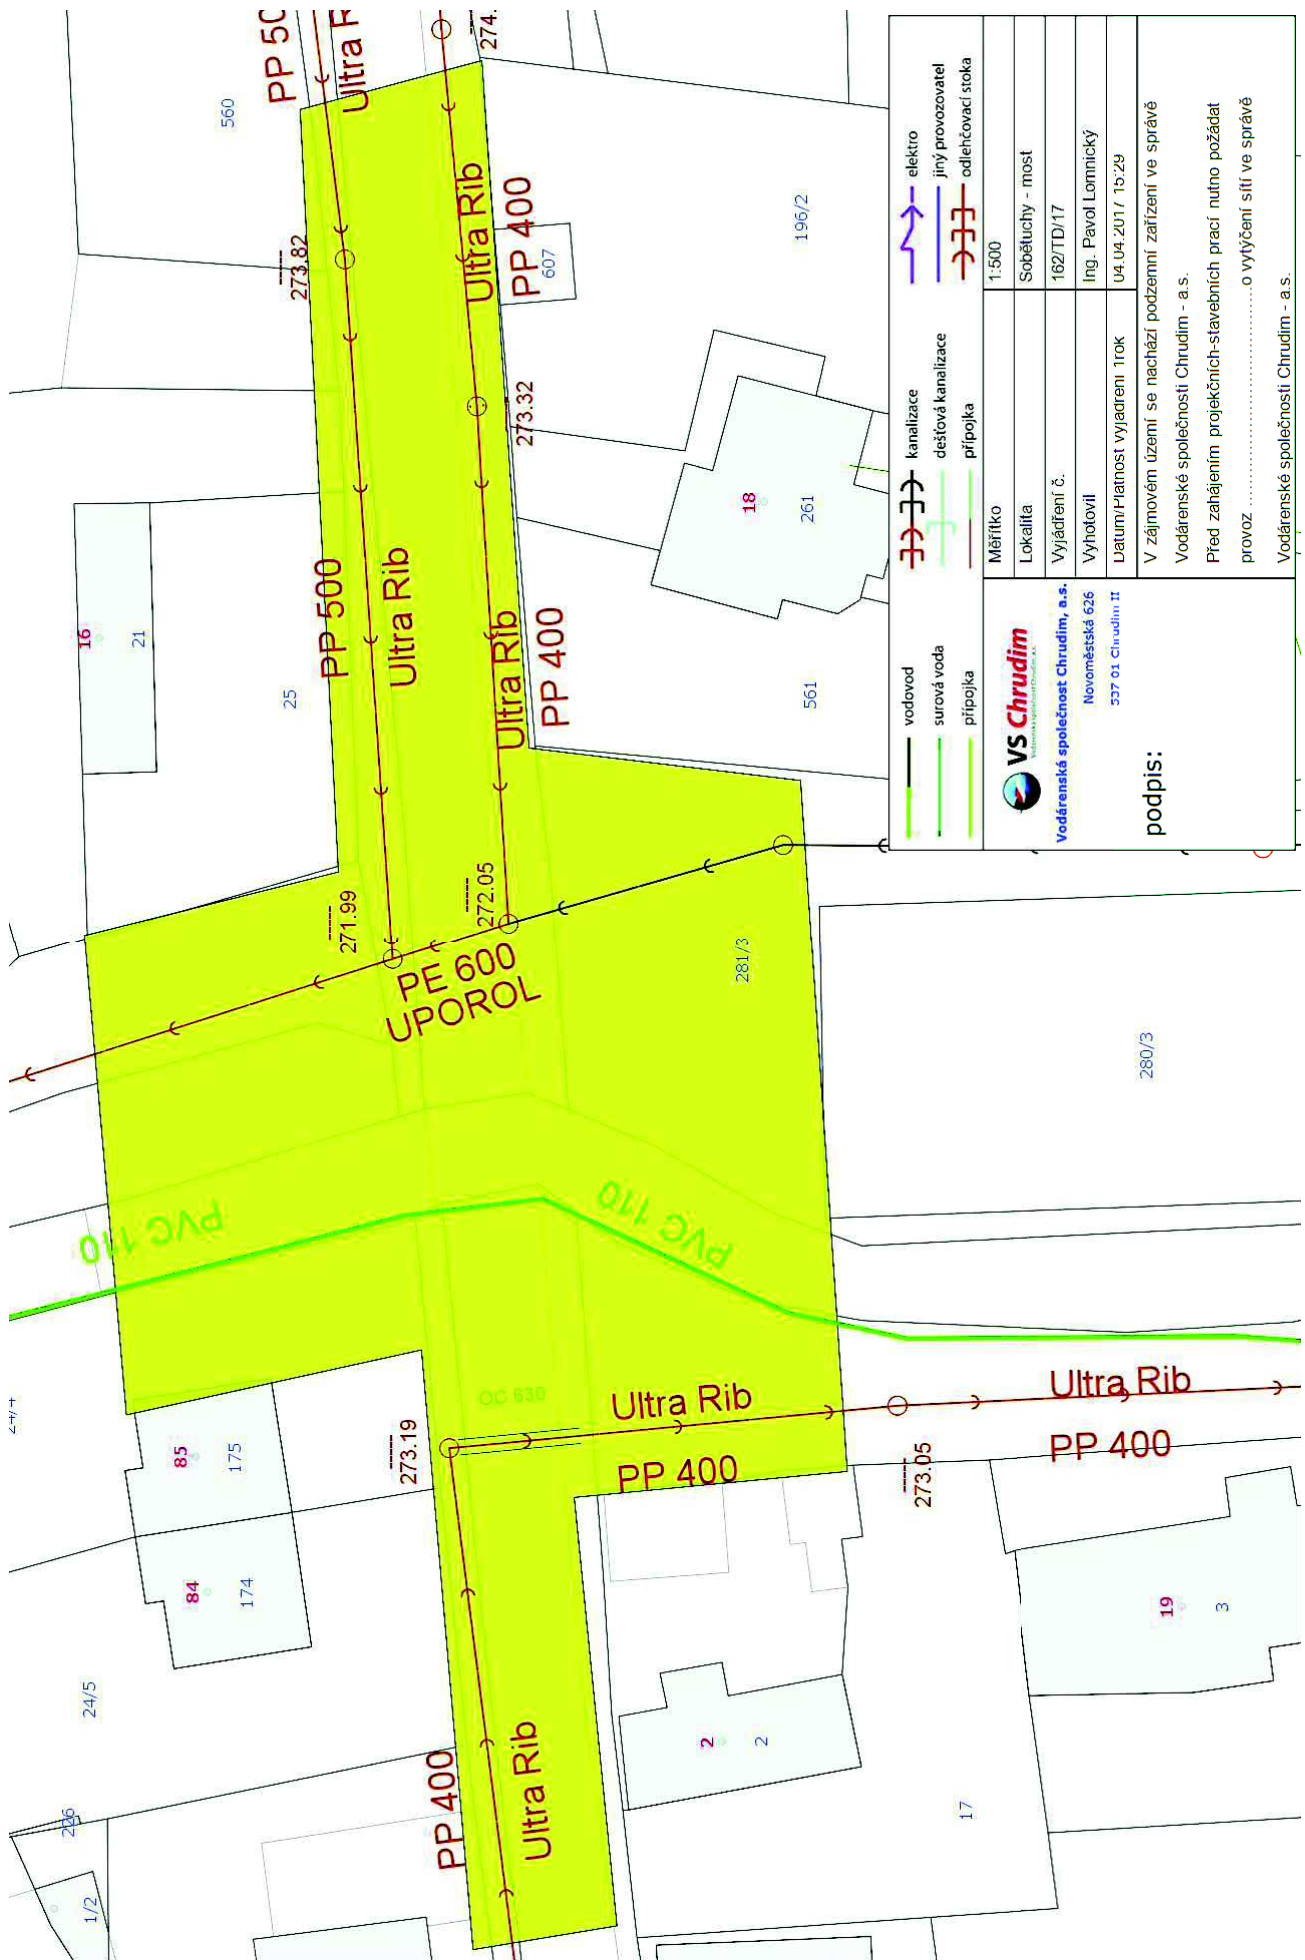 PP 50
Ultra R
274.
560
273.82
Ultra Rib
PP 400
607
196/2
273.32
16
21
25
PP 500
Ultra Rib
Ultra Rib
PP 400
18
261
561
271.99
272.05
PE 600
UPOROL
281/3
280/3
PVC 110
PVC 110
OC 630
273.19
Ultra Rib
PP 400
273.05
Ultra Rib
PP 400
85
175
84
174
24/5
226
1/2
PP 400
Ultra Rib
2
2
17
19
3
vodovod
surová voda
přípojka
kanalizace
dešťová kanalizace
přípojka
elektro
jiný provozovatel
odlehčovací stoka
VS Chrudim
Vodárenská společnost Chrudim, a.s.
Novoměstská 626
537 01 Chrudim II
podpis:
Měřítko 1:500
Lokalita Sobětuchy - most
Vyjádření č. 162/TD/17
Vyhotovil Ing. Pavol Lomnický
Datum/Platnost vyjádření 1rok 04.04.2017 15:29
V zájmovém území se nachází podzemní zařízení ve správě
Vodárenské společnosti Chrudim - a.s.
Před zahájením projekčních-stavebních prací nutno požádat
provoz ................................o vytýčení sítí ve správě
Vodárenské společnosti Chrudim - a.s.